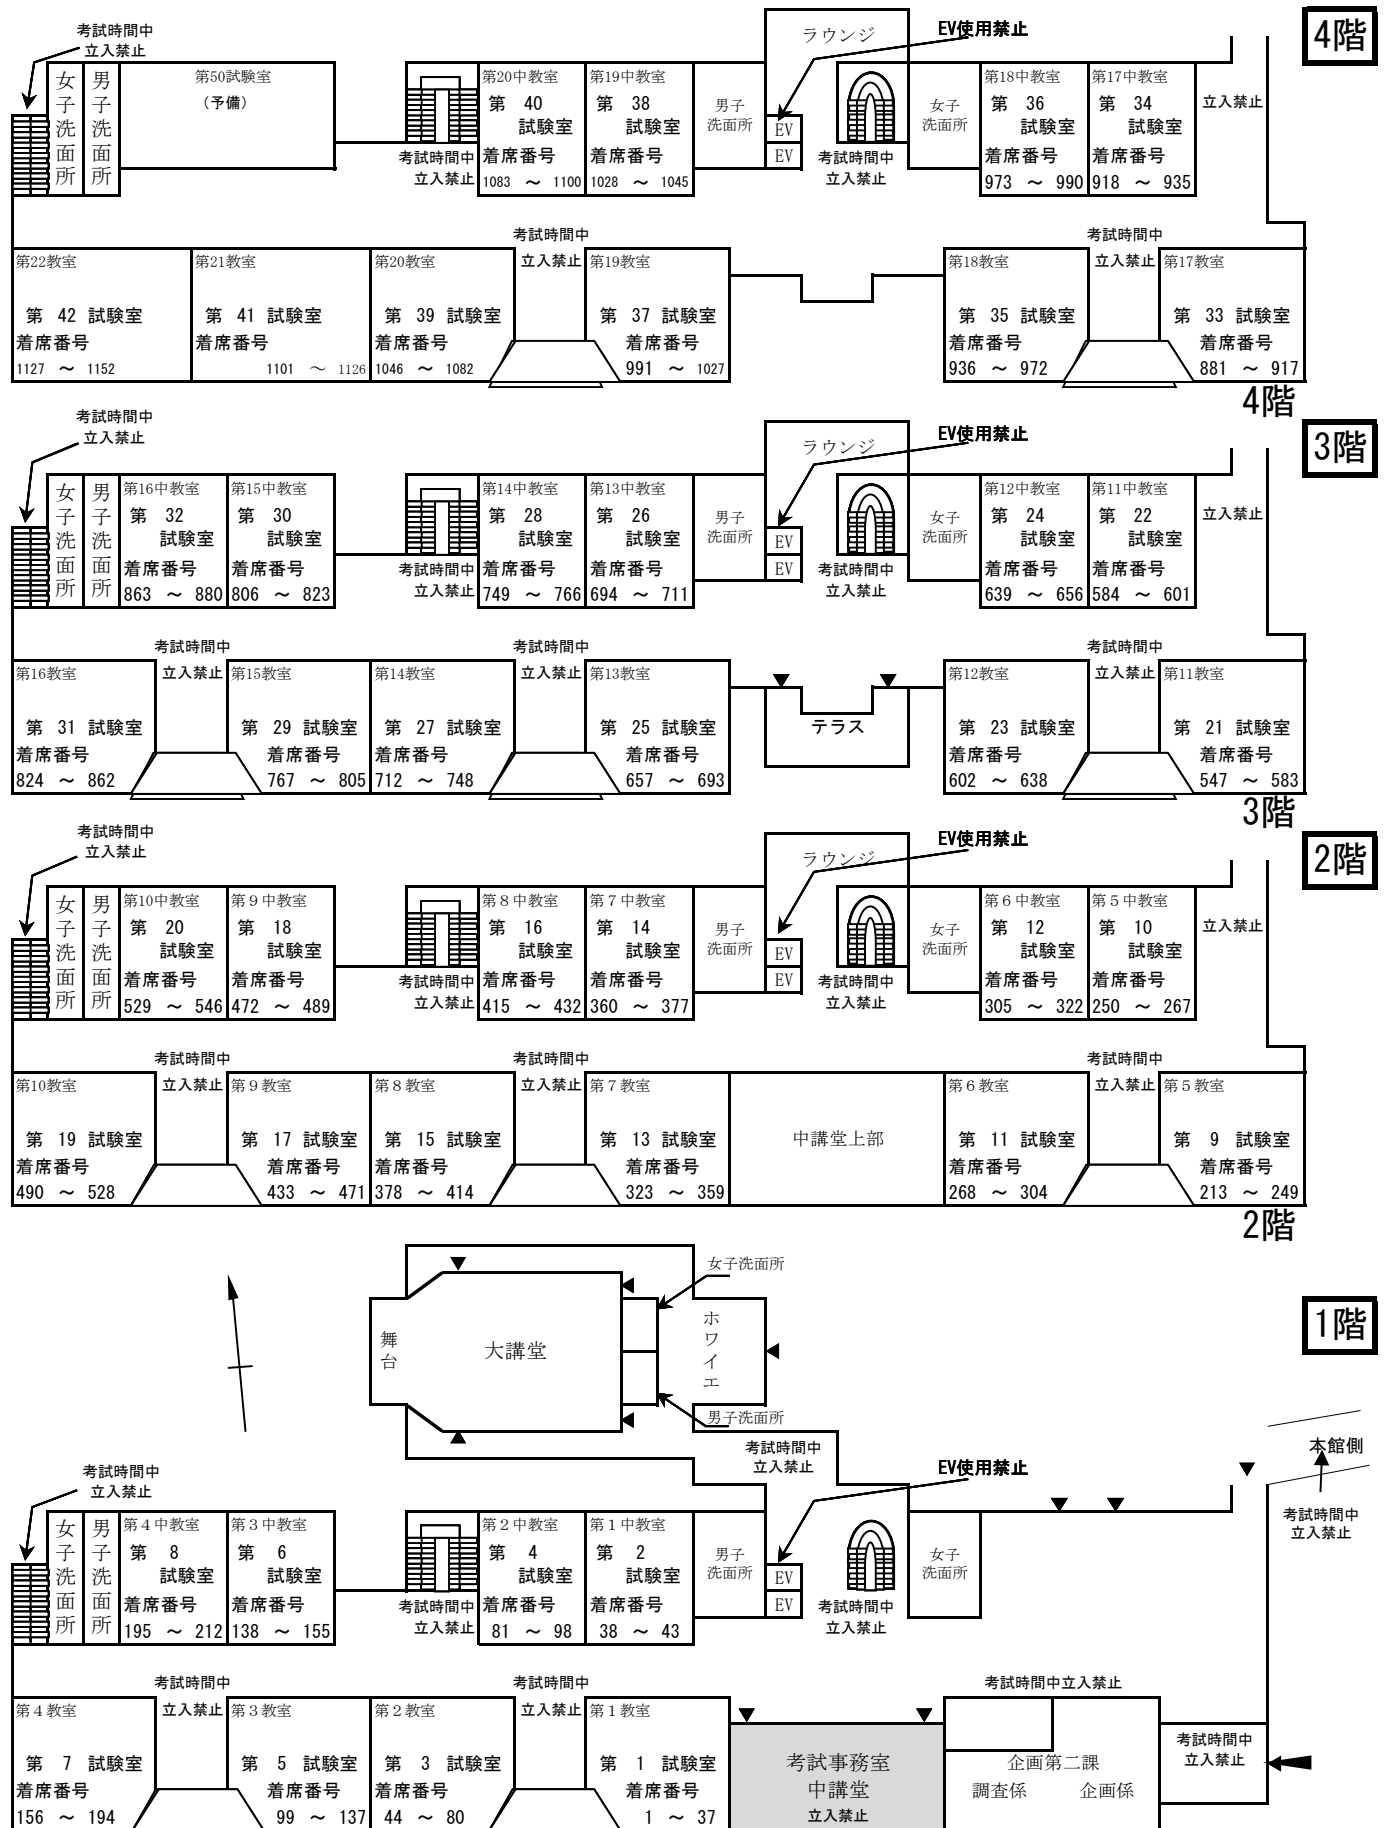 4階
考試時間中
立入禁止
ラウンジ
EV使用禁止
女子洗面所
男子洗面所
第50試験室
(予備)
考試時間中
立入禁止
第20中教室
第 40
試験室
着席番号
1083 ～ 1100
第19中教室
第 38
試験室
着席番号
1028 ～ 1045
男子
洗面所
EV
EV
考試時間中
立入禁止
女子
洗面所
第18中教室
第 36
試験室
着席番号
973 ～ 990
第17中教室
第 34
試験室
着席番号
918 ～ 935
立入禁止
第22教室
第 42 試験室
着席番号
1127 ～ 1152
第21教室
第 41 試験室
着席番号
1101 ～ 1126
第20教室
第 39 試験室
着席番号
1046 ～ 1082
考試時間中
立入禁止
第19教室
第 37 試験室
着席番号
991 ～ 1027
第18教室
第 35 試験室
着席番号
936 ～ 972
考試時間中
立入禁止
第17教室
第 33 試験室
着席番号
881 ～ 917
4階
3階
考試時間中
立入禁止
ラウンジ
EV使用禁止
女子洗面所
男子洗面所
第16中教室
第 32
試験室
着席番号
863 ～ 880
第15中教室
第 30
試験室
着席番号
806 ～ 823
考試時間中
立入禁止
第14中教室
第 28
試験室
着席番号
749 ～ 766
第13中教室
第 26
試験室
着席番号
694 ～ 711
男子
洗面所
EV
EV
考試時間中
立入禁止
女子
洗面所
第12中教室
第 24
試験室
着席番号
639 ～ 656
第11中教室
第 22
試験室
着席番号
584 ～ 601
立入禁止
第16教室
第 31 試験室
着席番号
824 ～ 862
考試時間中
立入禁止
第15教室
第 29 試験室
着席番号
767 ～ 805
第14教室
第 27 試験室
着席番号
712 ～ 748
考試時間中
立入禁止
第13教室
第 25 試験室
着席番号
657 ～ 693
テラス
第12教室
第 23 試験室
着席番号
602 ～ 638
考試時間中
立入禁止
第11教室
第 21 試験室
着席番号
547 ～ 583
3階
2階
考試時間中
立入禁止
ラウンジ
EV使用禁止
女子洗面所
男子洗面所
第10中教室
第 20
試験室
着席番号
529 ～ 546
第９中教室
第 18
試験室
着席番号
472 ～ 489
考試時間中
立入禁止
第８中教室
第 16
試験室
着席番号
415 ～ 432
第７中教室
第 14
試験室
着席番号
360 ～ 377
男子
洗面所
EV
EV
考試時間中
立入禁止
女子
洗面所
第６中教室
第 12
試験室
着席番号
305 ～ 322
第５中教室
第 10
試験室
着席番号
250 ～ 267
立入禁止
第10教室
第 19 試験室
着席番号
490 ～ 528
考試時間中
立入禁止
第９教室
第 17 試験室
着席番号
433 ～ 471
第８教室
第 15 試験室
着席番号
378 ～ 414
考試時間中
立入禁止
第７教室
第 13 試験室
着席番号
323 ～ 359
中講堂上部
第６教室
第 11 試験室
着席番号
268 ～ 304
考試時間中
立入禁止
第５教室
第 9 試験室
着席番号
213 ～ 249
2階
1階
女子洗面所
舞台
大講堂
ホワイエ
男子洗面所
考試時間中
立入禁止
EV使用禁止
本館側
考試時間中
立入禁止
考試時間中
立入禁止
女子洗面所
男子洗面所
第４中教室
第 8
試験室
着席番号
195 ～ 212
第３中教室
第 6
試験室
着席番号
138 ～ 155
考試時間中
立入禁止
第２中教室
第 4
試験室
着席番号
81 ～ 98
第１中教室
第 2
試験室
着席番号
38 ～ 43
男子
洗面所
EV
EV
考試時間中
立入禁止
女子
洗面所
第４教室
第 7 試験室
着席番号
156 ～ 194
考試時間中
立入禁止
第３教室
第 5 試験室
着席番号
99 ～ 137
第２教室
第 3 試験室
着席番号
44 ～ 80
考試時間中
立入禁止
第１教室
第 1 試験室
着席番号
1 ～ 37
考試事務室
中講堂
立入禁止
考試時間中立入禁止
企画第二課
調査係 企画係
考試時間中
立入禁止